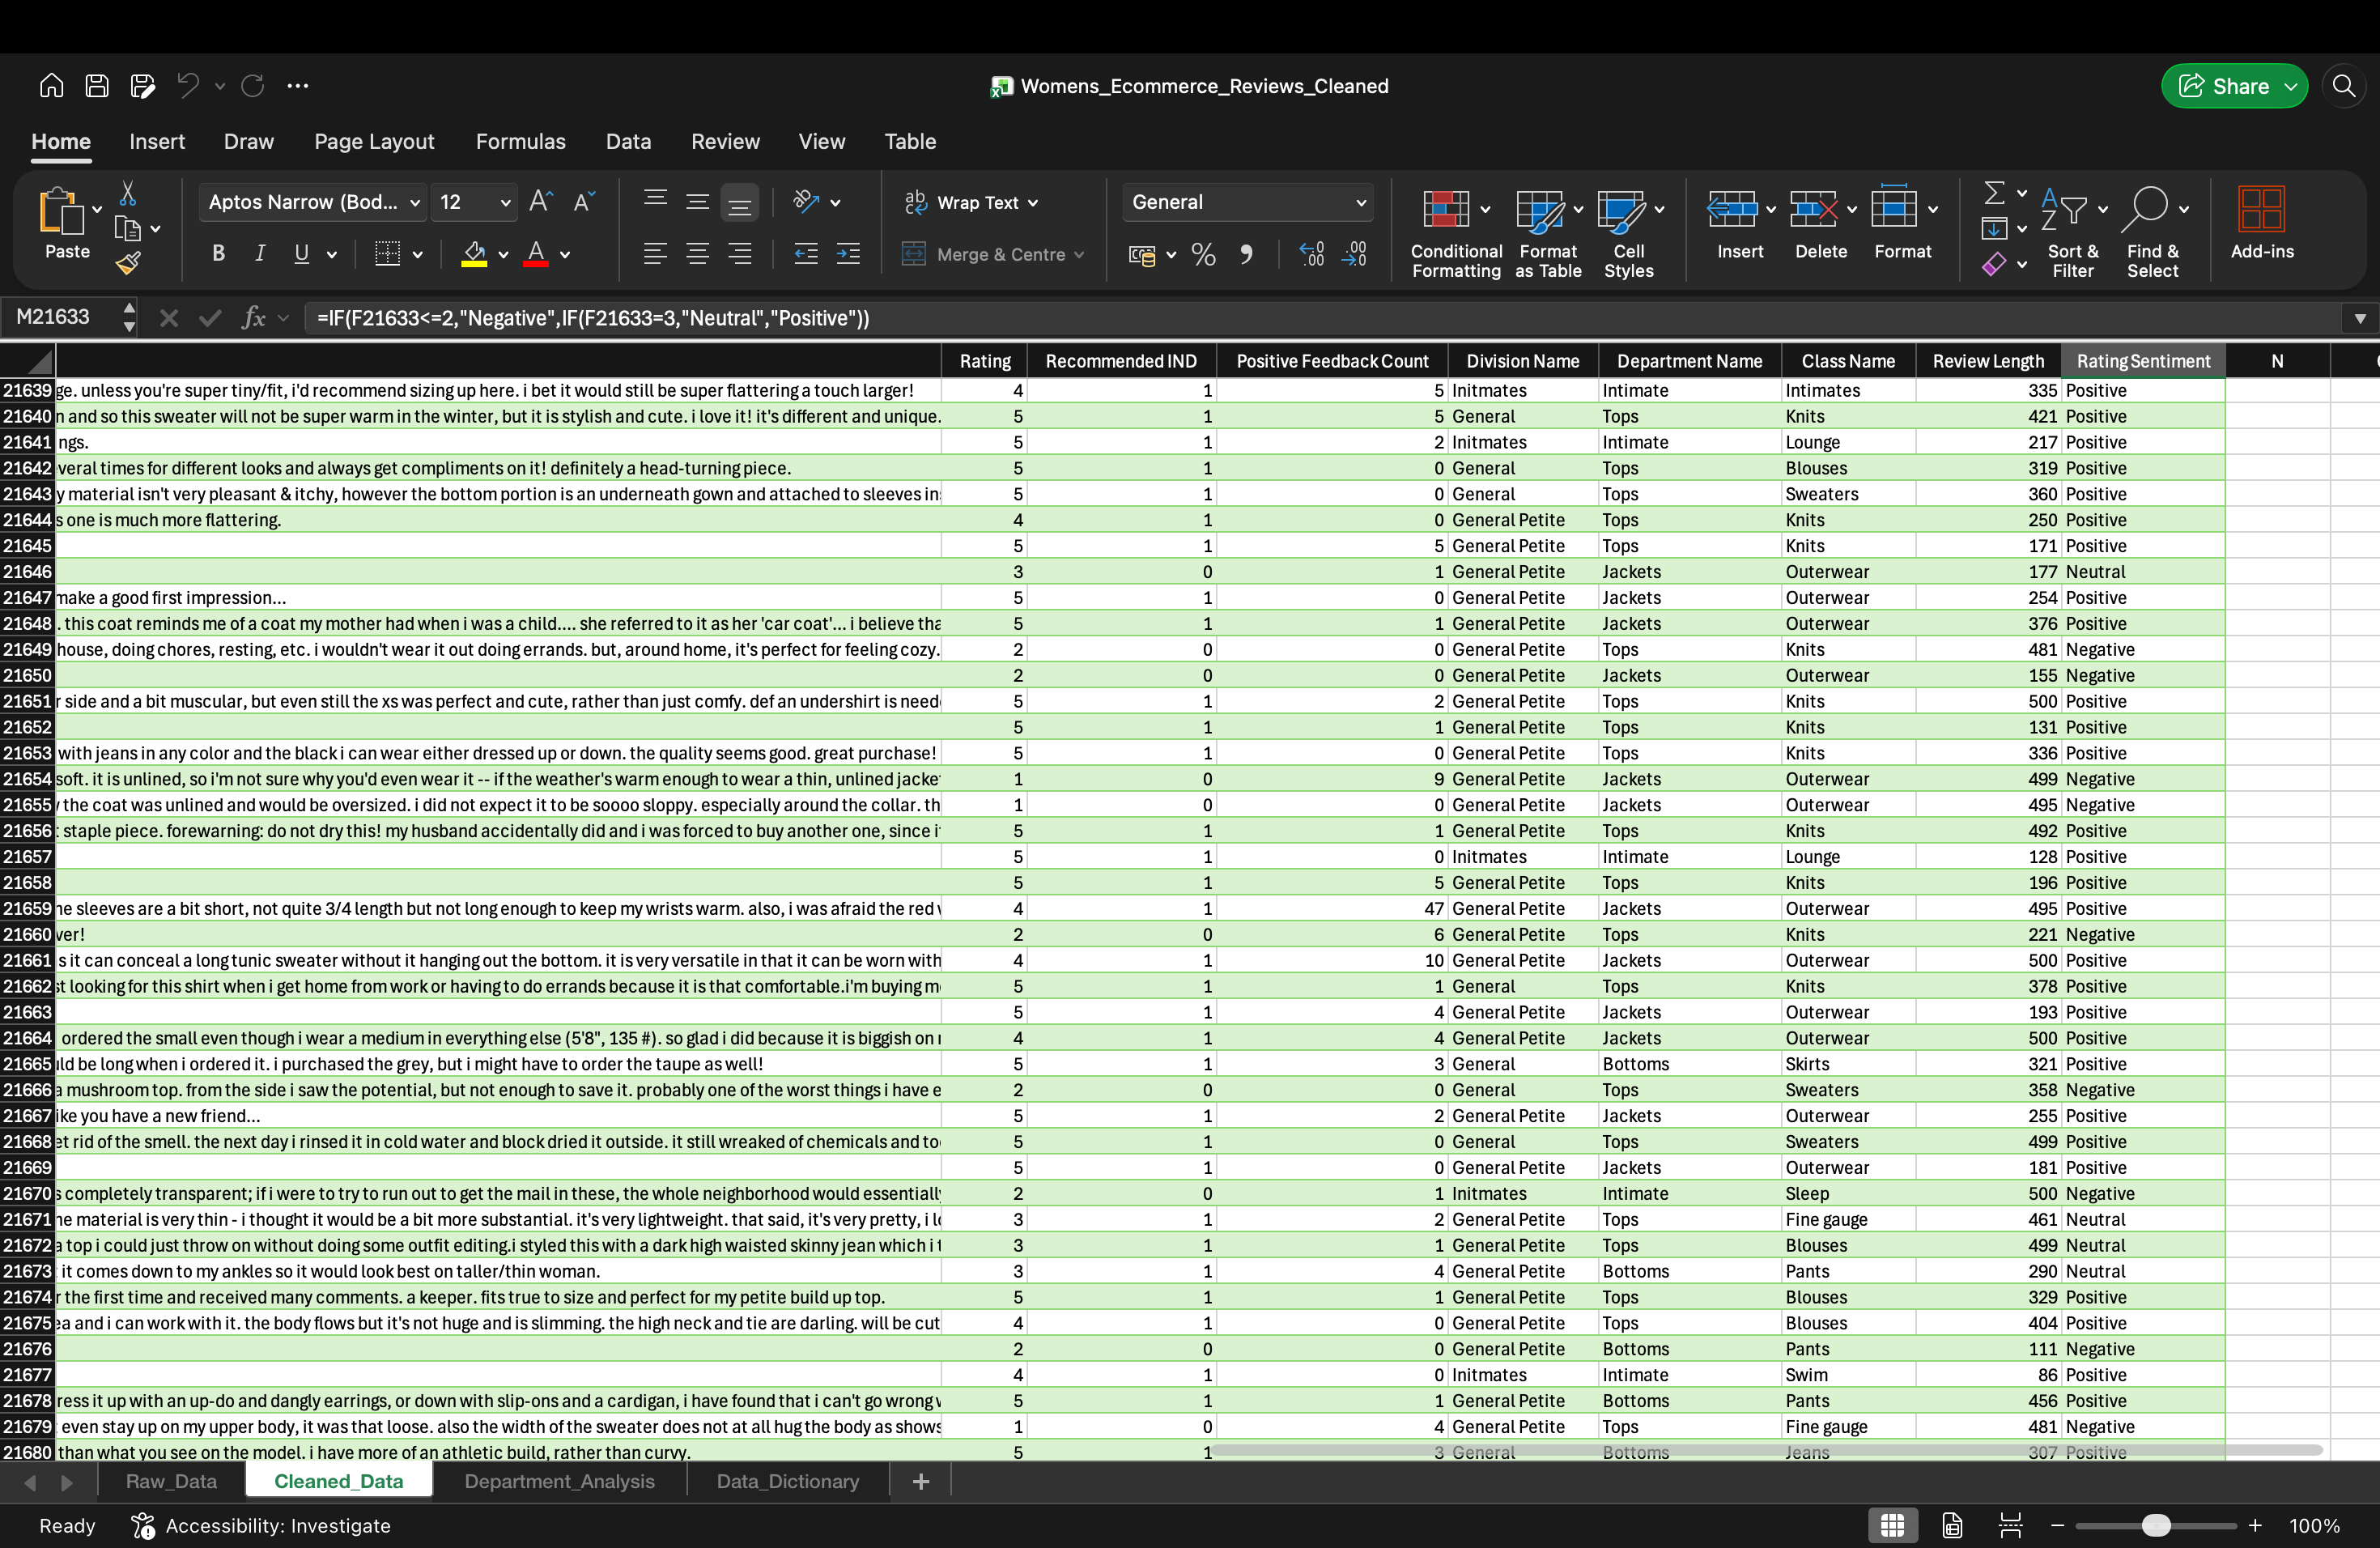 Womens_Ecommerce_Reviews_Cleaned
Share
Home Insert Draw Page Layout Formulas Data Review View Table
Paste
Aptos Narrow (Bod... 12
B I U
Wrap Text
Merge & Centre
General
Conditional Formatting
Format as Table
Cell Styles
Insert Delete Format
Sort & Filter
Find & Select
Add-ins
M21633 fx =IF(F21633<=2,"Negative",IF(F21633=3,"Neutral","Positive"))
Rating Recommended IND Positive Feedback Count Division Name Department Name Class Name Review Length Rating Sentiment N
21639 ge. unless you're super tiny/fit, i'd recommend sizing up here. i bet it would still be super flattering a touch larger! 4 1 5 Initmates Intimate Intimates 335 Positive
21640 n and so this sweater will not be super warm in the winter, but it is stylish and cute. i love it! it's different and unique. 5 1 5 General Tops Knits 421 Positive
21641 ngs. 5 1 2 Initmates Intimate Lounge 217 Positive
21642 veral times for different looks and always get compliments on it! definitely a head-turning piece. 5 1 0 General Tops Blouses 319 Positive
21643 y material isn't very pleasant & itchy, however the bottom portion is an underneath gown and attached to sleeves in 5 1 0 General Tops Sweaters 360 Positive
21644 s one is much more flattering. 4 1 0 General Petite Tops Knits 250 Positive
21645 5 1 5 General Petite Tops Knits 171 Positive
21646 3 0 1 General Petite Jackets Outerwear 177 Neutral
21647 make a good first impression... 5 1 0 General Petite Jackets Outerwear 254 Positive
21648 . this coat reminds me of a coat my mother had when i was a child.... she referred to it as her 'car coat'... i believe tha 5 1 1 General Petite Jackets Outerwear 376 Positive
21649 house, doing chores, resting, etc. i wouldn't wear it out doing errands. but, around home, it's perfect for feeling cozy. 2 0 0 General Petite Tops Knits 481 Negative
21650 2 0 0 General Petite Jackets Outerwear 155 Negative
21651 r side and a bit muscular, but even still the xs was perfect and cute, rather than just comfy. def an undershirt is need 5 1 2 General Petite Tops Knits 500 Positive
21652 5 1 1 General Petite Tops Knits 131 Positive
21653 with jeans in any color and the black i can wear either dressed up or down. the quality seems good. great purchase! 5 1 0 General Petite Tops Knits 336 Positive
21654 soft. it is unlined, so i'm not sure why you'd even wear it -- if the weather's warm enough to wear a thin, unlined jacke 1 0 9 General Petite Jackets Outerwear 499 Negative
21655 the coat was unlined and would be oversized. i did not expect it to be soooo sloppy. especially around the collar. th 1 0 0 General Petite Jackets Outerwear 495 Negative
21656 staple piece. forewarning: do not dry this! my husband accidentally did and i was forced to buy another one, since i 5 1 1 General Petite Tops Knits 492 Positive
21657 5 1 0 Initmates Intimate Lounge 128 Positive
21658 5 1 5 General Petite Tops Knits 196 Positive
21659 ne sleeves are a bit short, not quite 3/4 length but not long enough to keep my wrists warm. also, i was afraid the red 4 1 47 General Petite Jackets Outerwear 495 Positive
21660 ver! 2 0 6 General Petite Tops Knits 221 Negative
21661 s it can conceal a long tunic sweater without it hanging out the bottom. it is very versatile in that it can be worn with 4 1 10 General Petite Jackets Outerwear 500 Positive
21662 st looking for this shirt when i get home from work or having to do errands because it is that comfortable.i'm buying m 5 1 1 General Tops Knits 378 Positive
21663 5 1 4 General Petite Jackets Outerwear 193 Positive
21664 ordered the small even though i wear a medium in everything else (5'8", 135 #). so glad i did because it is biggish on 4 1 4 General Petite Jackets Outerwear 500 Positive
21665 uld be long when i ordered it. i purchased the grey, but i might have to order the taupe as well! 5 1 3 General Bottoms Skirts 321 Positive
21666 a mushroom top. from the side i saw the potential, but not enough to save it. probably one of the worst things i have e 2 0 0 General Tops Sweaters 358 Negative
21667 ike you have a new friend... 5 1 2 General Petite Jackets Outerwear 255 Positive
21668 et rid of the smell. the next day i rinsed it in cold water and block dried it outside. it still wreaked of chemicals and to 5 1 0 General Tops Sweaters 499 Positive
21669 5 1 0 General Petite Jackets Outerwear 181 Positive
21670 s completely transparent; if i were to try to run out to get the mail in these, the whole neighborhood would essentially 2 0 1 Initmates Intimate Sleep 500 Negative
21671 he material is very thin - i thought it would be a bit more substantial. it's very lightweight. that said, it's very pretty, i l 3 1 2 General Petite Tops Fine gauge 461 Neutral
21672 a top i could just throw on without doing some outfit editing.i styled this with a dark high waisted skinny jean which i 3 1 1 General Petite Tops Blouses 499 Neutral
21673 it comes down to my ankles so it would look best on taller/thin woman. 3 1 4 General Petite Bottoms Pants 290 Neutral
21674 r the first time and received many comments. a keeper. fits true to size and perfect for my petite build up top. 5 1 1 General Petite Tops Blouses 329 Positive
21675 ea and i can work with it. the body flows but it's not huge and is slimming. the high neck and tie are darling. will be cut 4 1 0 General Petite Tops Blouses 404 Positive
21676 2 0 0 General Petite Bottoms Pants 111 Negative
21677 4 1 0 Initmates Intimate Swim 86 Positive
21678 ress it up with an up-do and dangly earrings, or down with slip-ons and a cardigan, i have found that i can't go wrong 5 1 1 General Petite Bottoms Pants 456 Positive
21679 even stay up on my upper body, it was that loose. also the width of the sweater does not at all hug the body as shows 1 0 4 General Petite Tops Fine gauge 481 Negative
21680 than what you see on the model. i have more of an athletic build, rather than curvy. 5 1 3 General Bottoms Jeans 307 Positive
Raw_Data Cleaned_Data Department_Analysis Data_Dictionary +
Ready Accessibility: Investigate 100%